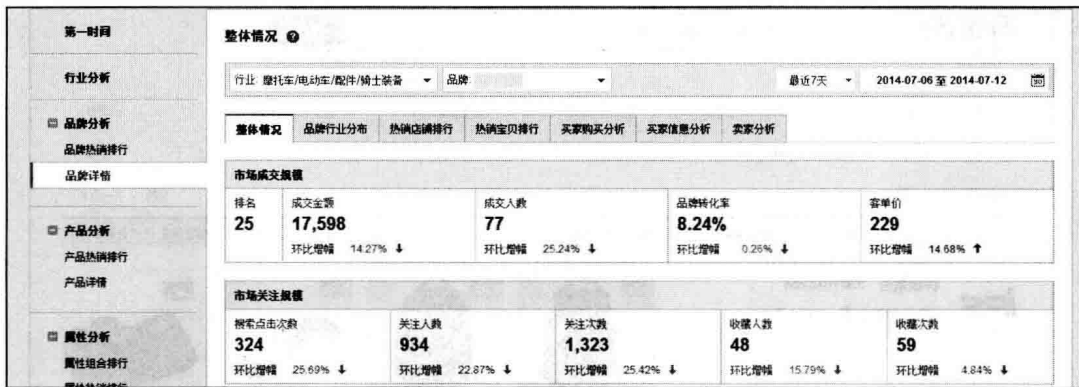 第一时间
行业分析
品牌分析
品牌热销排行
品牌详情
产品分析
产品热销排行
产品详情
属性分析
属性组合排行
属性热销排行
整体情况
行业 摩托车/电动车/配件/骑士装备 品牌 最近7天 2014-07-06 至 2014-07-12
整体情况 品牌行业分布 热销店铺排行 热销宝贝排行 买家购买分析 买家信息分析 卖家分析
市场成交规模
排名 成交金额 成交人数 品牌转化率 客单价
25 17,598 77 8.24% 229
环比增幅 14.27% ↓ 环比增幅 25.24% ↓ 环比增幅 0.26% ↓ 环比增幅 14.68% ↑
市场关注规模
搜索点击次数 关注人数 关注次数 收藏人数 收藏次数
324 934 1,323 48 59
环比增幅 25.69% ↓ 环比增幅 22.87% ↓ 环比增幅 25.42% ↓ 环比增幅 15.79% ↓ 环比增幅 4.84% ↓